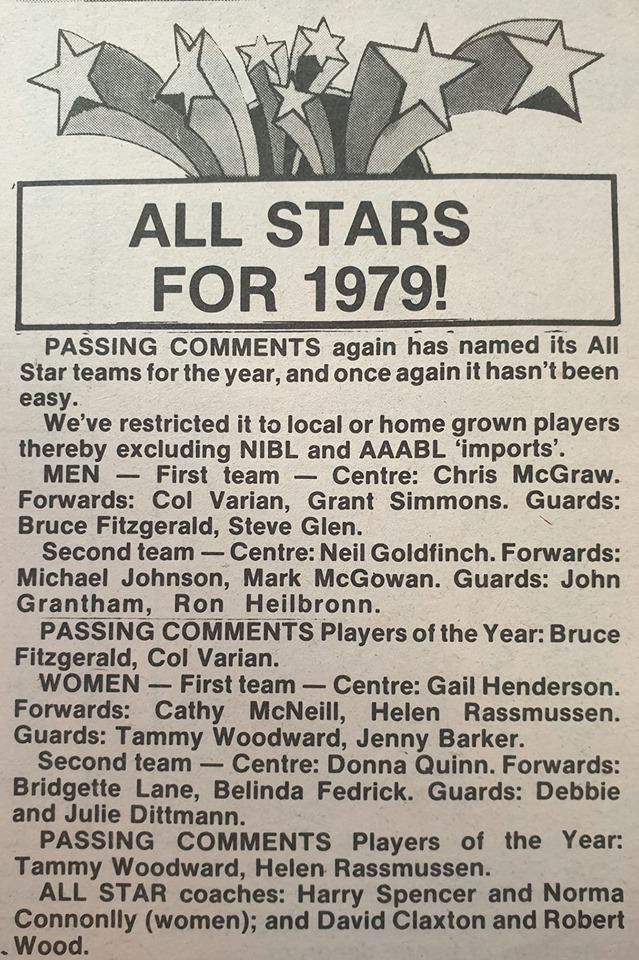 ALL STARS
FOR 1979!
PASSING COMMENTS again has named its All
Star teams for the year, and once again it hasn't been
easy.
We've restricted it to local or home grown players
thereby excluding NIBL and AAABL 'imports'.
MEN — First team — Centre: Chris McGraw.
Forwards: Col Varian, Grant Simmons. Guards:
Bruce Fitzgerald, Steve Glen.
Second team — Centre: Neil Goldfinch. Forwards:
Michael Johnson, Mark McGowan. Guards: John
Grantham, Ron Heilbronn.
PASSING COMMENTS Players of the Year: Bruce
Fitzgerald, Col Varian.
WOMEN — First team — Centre: Gail Henderson.
Forwards: Cathy McNeill, Helen Rassmussen.
Guards: Tammy Woodward, Jenny Barker.
Second team — Centre: Donna Quinn. Forwards:
Bridgette Lane, Belinda Fedrick. Guards: Debbie
and Julie Dittmann.
PASSING COMMENTS Players of the Year:
Tammy Woodward, Helen Rassmussen.
ALL STAR coaches: Harry Spencer and Norma
Connonlly (women); and David Claxton and Robert
Wood.